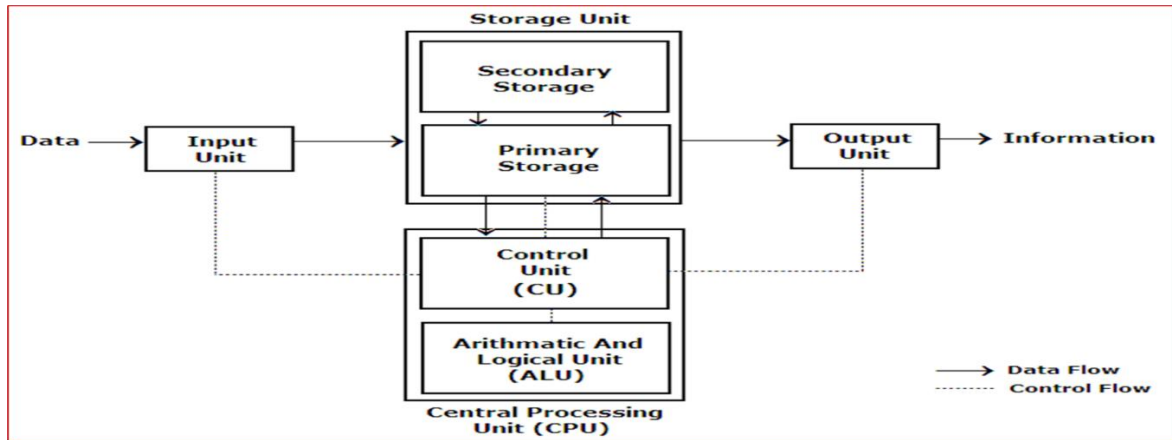 Storage Unit
Secondary
Storage
Data
Input
Unit
Primary
Storage
Output
Unit
Information
Control
Unit
(CU)
Arithmatic And
Logical Unit
(ALU)
Data Flow
Control Flow
Central Processing
Unit (CPU)